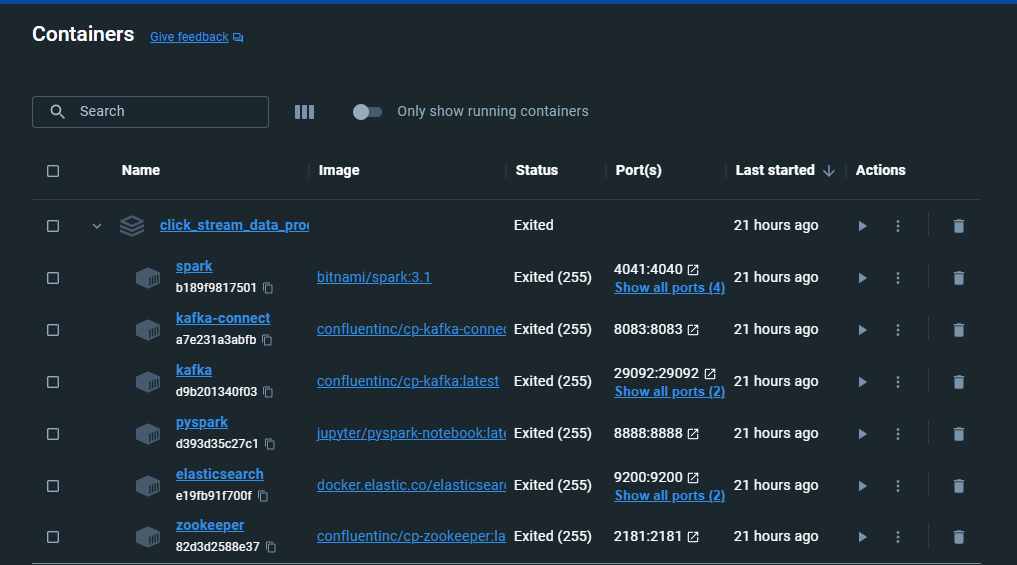 Containers Give feedback
Search Only show running containers
Name Image Status Port(s) Last started Actions
click_stream_data_proc Exited 21 hours ago
spark
b189f9817501 bitnami/spark:3.1 Exited (255) 4041:4040 21 hours ago
Show all ports (4)
kafka-connect
a7e231a3abfb confluentinc/cp-kafka-connec Exited (255) 8083:8083 21 hours ago
kafka
d9b201340f03 confluentinc/cp-kafka:latest Exited (255) 29092:29092 21 hours ago
Show all ports (2)
pyspark
d393d35c27c1 jupyter/pyspark-notebook:late Exited (255) 8888:8888 21 hours ago
elasticsearch
e19fb91f700f docker.elastic.co/elasticsearc Exited (255) 9200:9200 21 hours ago
Show all ports (2)
zookeeper
82d3d2588e37 confluentinc/cp-zookeeper:la Exited (255) 2181:2181 21 hours ago